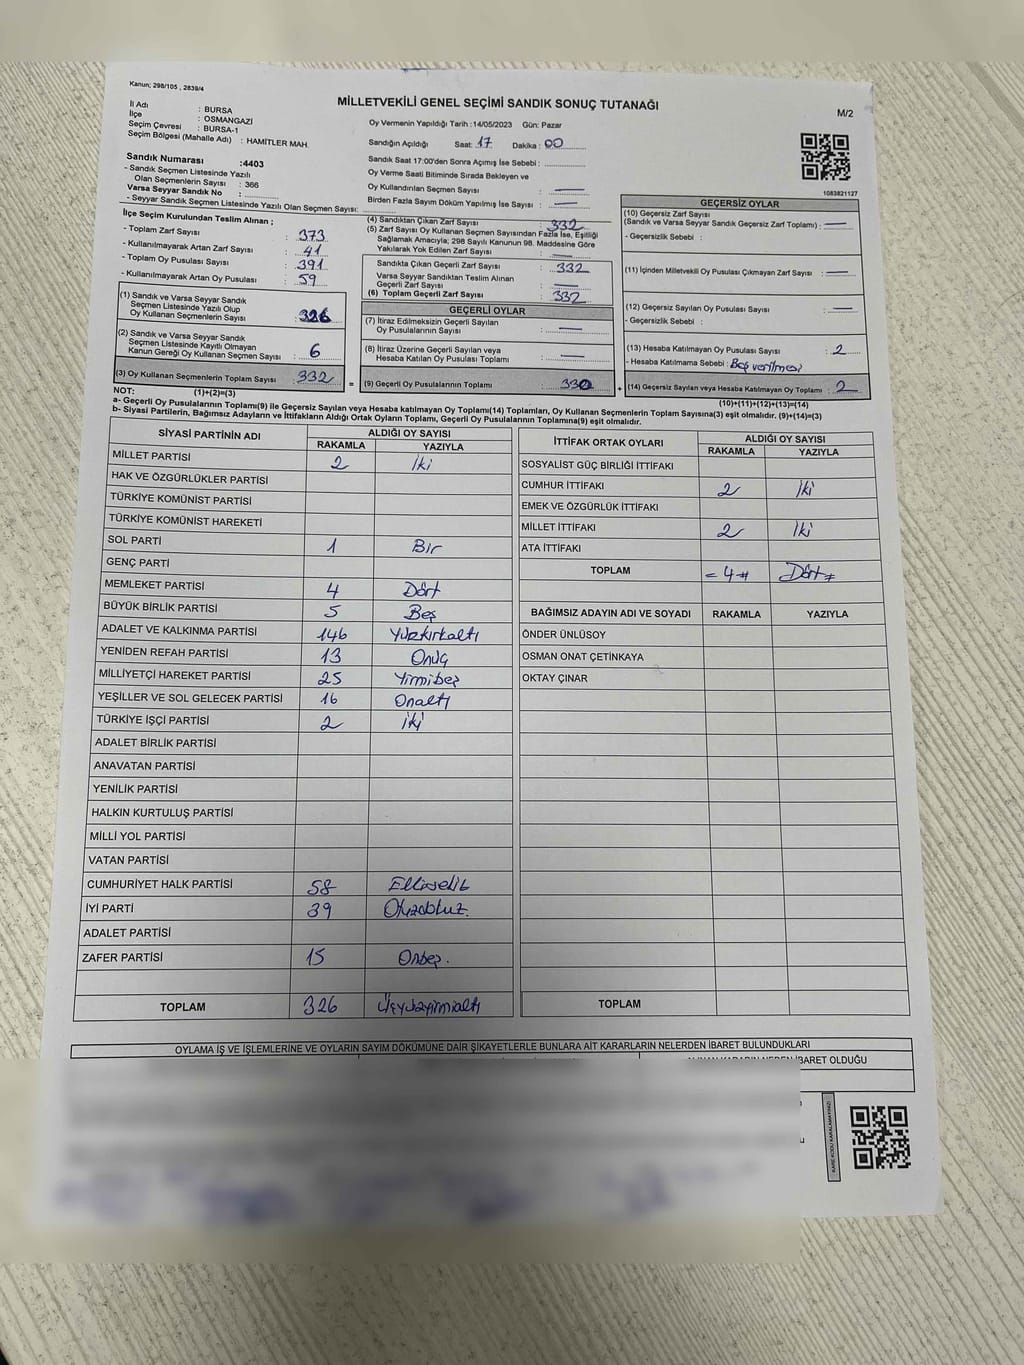 Kanun; 298/105 , 2839/4
MİLLETVEKİLİ GENEL SEÇİMİ SANDIK SONUÇ TUTANAĞI
M/2
İl Adı : BURSA
İlçe : OSMANGAZİ
Seçim Çevresi : BURSA-1
Seçim Bölgesi (Mahalle Adı) : HAMİTLER MAH.
Sandık Numarası :4403
- Sandık Seçmen Listesinde Yazılı
Olan Seçmenlerin Sayısı : 366
Varsa Seyyar Sandık No :
- Seyyar Sandık Seçmen Listesinde Yazılı Olan Seçmen Sayısı:
Oy Vermenin Yapıldığı Tarih :14/05/2023 Gün: Pazar
Sandığın Açıldığı Saat: 17 Dakika : 00
Sandık Saat 17:00'den Sonra Açılmış İse Sebebi :
Oy Verme Saati Bitiminde Sırada Bekleyen ve
Oy Kullandırılan Seçmen Sayısı : —
Birden Fazla Sayım Döküm Yapılmış İse Sayısı : —
1083821127
İlçe Seçim Kurulundan Teslim Alınan ;
- Toplam Zarf Sayısı : 373
- Kullanılmayarak Artan Zarf Sayısı : 41
- Toplam Oy Pusulası Sayısı : 391
- Kullanılmayarak Artan Oy Pusulası : 59
(1) Sandık ve Varsa Seyyar Sandık
Seçmen Listesinde Yazılı Olup
Oy Kullanan Seçmenlerin Sayısı : 326
(2) Sandık ve Varsa Seyyar Sandık
Seçmen Listesinde Kayıtlı Olmayan
Kanun Gereği Oy Kullanan Seçmen Sayısı : 6
(3) Oy Kullanan Seçmenlerin Toplam Sayısı : 332
(1)+(2)=(3)
(4) Sandıktan Çıkan Zarf Sayısı : 332
(5) Zarf Sayısı Oy Kullanan Seçmen Sayısından Fazla İse, Eşitliği
Sağlamak Amacıyla; 298 Sayılı Kanunun 98. Maddesine Göre
Yakılarak Yok Edilen Zarf Sayısı : —
Sandıkta Çıkan Geçerli Zarf Sayısı : 332
Varsa Seyyar Sandıktan Teslim Alınan
Geçerli Zarf Sayısı : —
(6) Toplam Geçerli Zarf Sayısı : 332
GEÇERLİ OYLAR
(7) İtiraz Edilmeksizin Geçerli Sayılan
Oy Pusulalarının Sayısı : —
(8) İtiraz Üzerine Geçerli Sayılan veya
Hesaba Katılan Oy Pusulası Toplamı : —
= (9) Geçerli Oy Pusulalarının Toplamı : 330 +
GEÇERSİZ OYLAR
(10) Geçersiz Zarf Sayısı
(Sandık ve Varsa Seyyar Sandık Geçersiz Zarf Toplamı) : —
- Geçersizlik Sebebi :
(11) İçinden Milletvekili Oy Pusulası Çıkmayan Zarf Sayısı : —
(12) Geçersiz Sayılan Oy Pusulası Sayısı : —
- Geçersizlik Sebebi :
(13) Hesaba Katılmayan Oy Pusulası Sayısı : 2
- Hesaba Katılmama Sebebi :
(14) Geçersiz Sayılan veya Hesaba Katılmayan Oy Toplamı : 2
(10)+(11)+(12)+(13)=(14)
NOT:
a- Geçerli Oy Pusulalarının Toplamı(9) ile Geçersiz Sayılan veya Hesaba katılmayan Oy Toplamı(14) Toplamları, Oy Kullanan Seçmenlerin Toplam Sayısına(3) eşit olmalıdır. (9)+(14)=(3)
b- Siyasi Partilerin, Bağımsız Adayların ve İttifakların Aldığı Ortak Oyların Toplamı, Geçerli Oy Pusulalarının Toplamına(9) eşit olmalıdır.
SİYASİ PARTİNİN ADI ALDIĞI OY SAYISI
RAKAMLA YAZIYLA
MİLLET PARTİSİ 2 İki
HAK VE ÖZGÜRLÜKLER PARTİSİ
TÜRKİYE KOMÜNİST PARTİSİ
TÜRKİYE KOMÜNİST HAREKETİ
SOL PARTİ 1 Bir
GENÇ PARTİ
MEMLEKET PARTİSİ 4 Dört
BÜYÜK BİRLİK PARTİSİ 5 Beş
ADALET VE KALKINMA PARTİSİ 146 Yüzkırkaltı
YENİDEN REFAH PARTİSİ 13 Onüç
MİLLİYETÇİ HAREKET PARTİSİ 25 Yirmibeş
YEŞİLLER VE SOL GELECEK PARTİSİ 16 Onaltı
TÜRKİYE İŞÇİ PARTİSİ 2 İki
ADALET BİRLİK PARTİSİ
ANAVATAN PARTİSİ
YENİLİK PARTİSİ
HALKIN KURTULUŞ PARTİSİ
MİLLİ YOL PARTİSİ
VATAN PARTİSİ
CUMHURİYET HALK PARTİSİ 58 Ellisekiz
İYİ PARTİ 39 Otuzdokuz.
ADALET PARTİSİ
ZAFER PARTİSİ 15 Onbeş.
TOPLAM 326 Üçyüzyirmialtı
İTTİFAK ORTAK OYLARI ALDIĞI OY SAYISI
RAKAMLA YAZIYLA
SOSYALİST GÜÇ BİRLİĞİ İTTİFAKI
CUMHUR İTTİFAKI 2 İki
EMEK VE ÖZGÜRLÜK İTTİFAKI
MİLLET İTTİFAKI 2 İki
ATA İTTİFAKI
TOPLAM =4# Dört#
BAĞIMSIZ ADAYIN ADI VE SOYADI RAKAMLA YAZIYLA
ÖNDER ÜNLÜSOY
OSMAN ONAT ÇETİNKAYA
OKTAY ÇINAR
TOPLAM
OYLAMA İŞ VE İŞLEMLERİNE VE OYLARIN SAYIM DÖKÜMÜNE DAİR ŞİKAYETLERLE BUNLARA AİT KARARLARIN NELERDEN İBARET BULUNDUKLARI
İBARET OLDUĞU